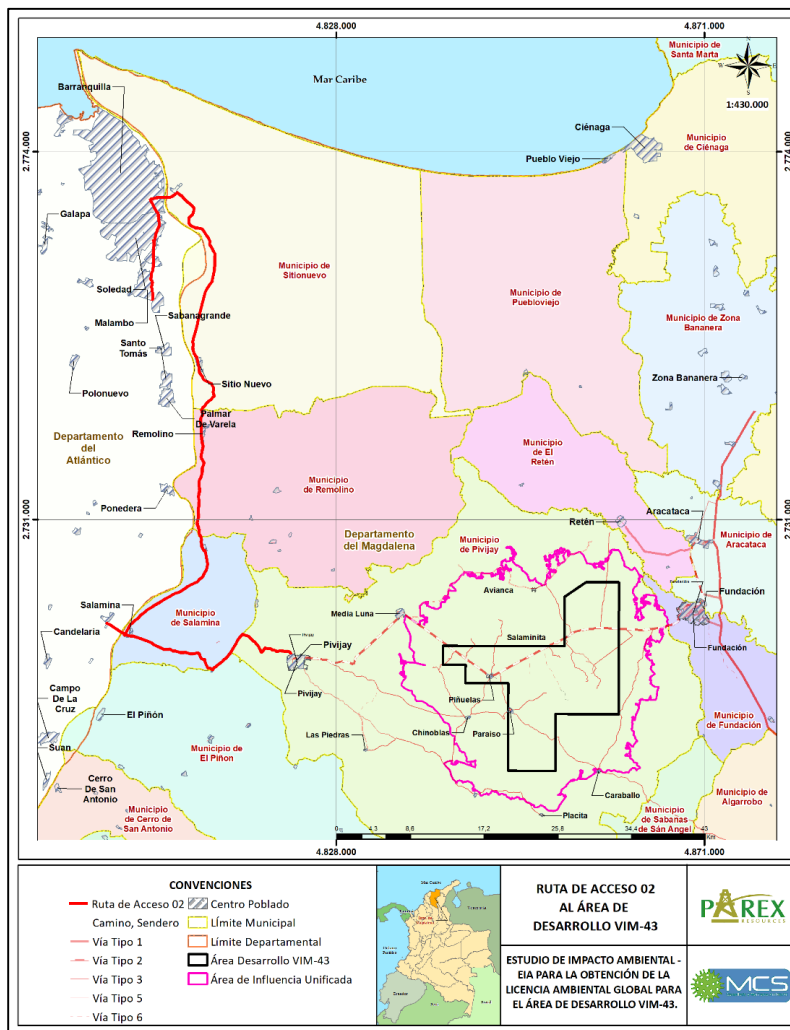 4.828.000
4.871.000
Municipio de
Santa Marta
Barranquilla
Mar Caribe
1:430.000
Ciénaga
2.774.000
2.774.000
Pueblo Viejo
Municipio
de Ciénaga
Galapa
Municipio de
Sitionuevo
Soledad
Municipio de
Puebloviejo
Malambo
Sabanagrande
Municipio de Zona
Bananera
Santo
Tomás
Polonuevo
Sitio Nuevo
Zona Bananera
Palmar
De Varela
Departamento
del
Atlántico
Remolino
Municipio
de El
Retén
Municipio
de Remolino
Ponedera
2.731.000
2.731.000
Departamento
del Magdalena
Municipio
de Pivijay
Retén
Aracataca
Municipio de
Aracataca
Avianca
Fundación
Fundación
Salamina
Municipio
de Salamina
Media Luna
Salaminita
Candelaria
Pivijay
Pivijay
Fundación
Campo
De La
Cruz
Piñuelas
El Piñón
Municipio
de Fundación
Suan
Municipio de
El Piñon
Las Piedras
Chinoblas
Paraiso
Cerro
De San
Antonio
Caraballo
Municipio de
Algarrobo
Municipio
de Cerro de
San Antonio
Placita
Municipio
de Sabañas
de Sán Angel
0 4,3 8,6 17,2 25,8 34,4 43
Km
4.828.000
4.871.000
CONVENCIONES
Ruta de Acceso 02
Camino, Sendero
Vía Tipo 1
Vía Tipo 2
Vía Tipo 3
Vía Tipo 5
Vía Tipo 6
Centro Poblado
Límite Municipal
Límite Departamental
Área Desarrollo VIM-43
Área de Influencia Unificada
RUTA DE ACCESO 02
AL ÁREA DE
DESARROLLO VIM-43
PAREX
RESOURCES
ESTUDIO DE IMPACTO AMBIENTAL -
EIA PARA LA OBTENCIÓN DE LA
LICENCIA AMBIENTAL GLOBAL PARA
EL ÁREA DE DESARROLLO VIM-43.
MCS